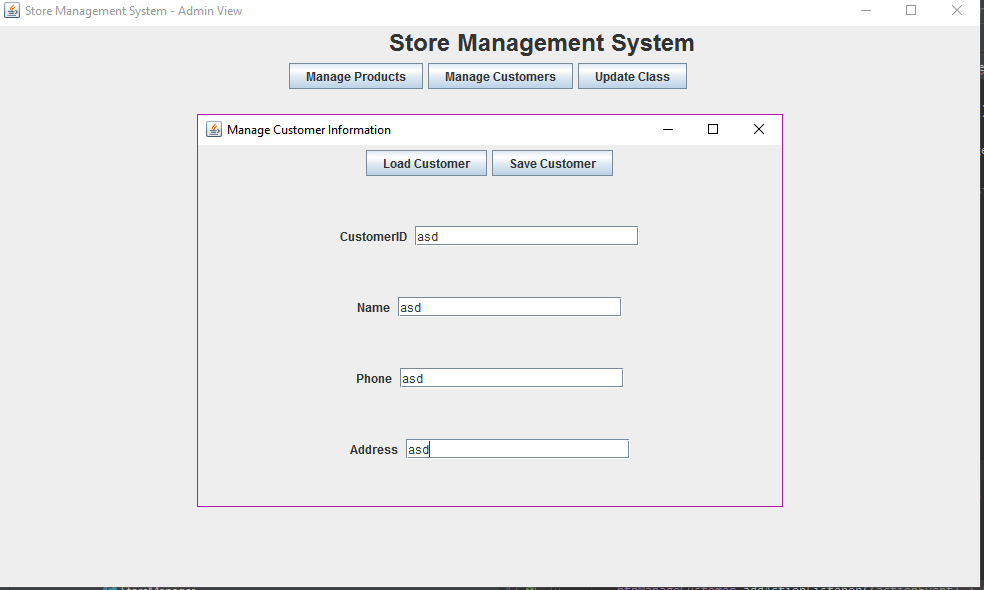 Store Management System - Admin View
Store Management System
Manage Products Manage Customers Update Class
Manage Customer Information
Load Customer Save Customer
CustomerID asd
Name asd
Phone asd
Address asd